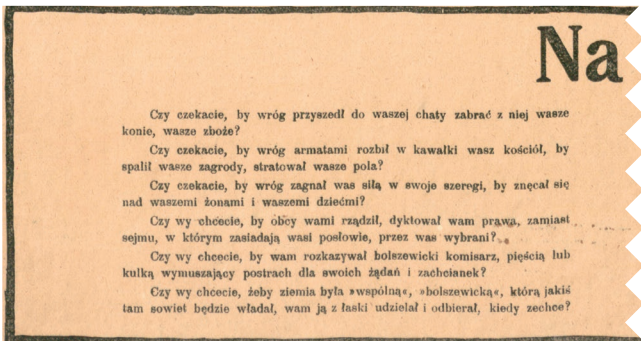 Na
Czy czekacie, by wróg przyszedł do waszej chaty zabrać z niej wasze
konie, wasze zboże?
Czy czekacie, by wróg armatami rozbił w kawałki wasz kościół, by
spalił wasze zagrody, stratował wasze pola?
Czy czekacie, by wróg zagnał was siłą w swoje szeregi, by znęcał się
nad waszemi żonami i waszemi dziećmi?
Czy wy chcecie, by obcy wami rządził, dyktował wam prawa, zamiast
sejmu, w którym zasiadają wasi posłowie, przez was wybrani?
Czy wy chcecie, by wam rozkazywał bolszewicki komisarz, pięścią lub
kulką wymuszający postrach dla swoich żądań i zachcianek?
Czy wy chcecie, żeby ziemia była »wspólną«, »bolszewicką«, którą jakiś
tam sowiet będzie władał, wam ją z łaski udzielał i odbierał, kiedy zechce?